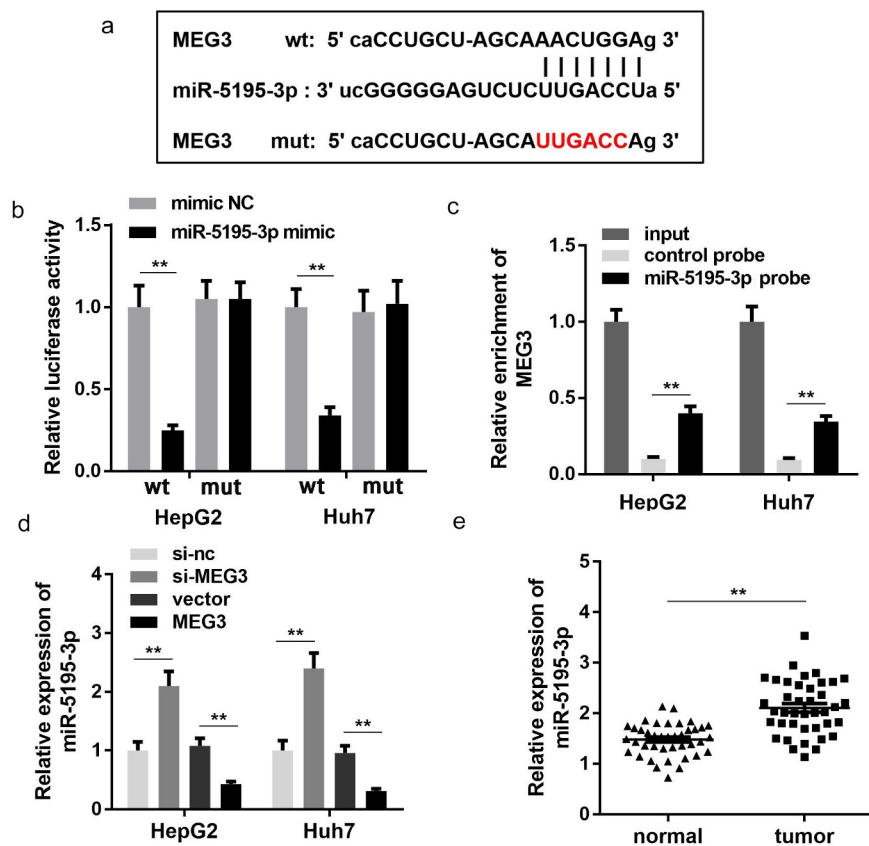 a
MEG3 wt: 5' caCCUGCU-AGCAAACUGGAg 3'
miR-5195-3p : 3' ucGGGGGAGUCUCUUGACCUa 5'
MEG3 mut: 5' caCCUGCU-AGCAUUGACCAg 3'
b
mimic NC
miR-5195-3p mimic
Relative luciferase activity
1.5
1.0
0.5
0.0
** **
wt mut wt mut
HepG2 Huh7
c
input
control probe
miR-5195-3p probe
Relative enrichment of
MEG3
1.5
1.0
0.5
0.0
** **
HepG2 Huh7
d
si-nc
si-MEG3
vector
MEG3
Relative expression of
miR-5195-3p
4
3
2
1
0
** ** ** **
HepG2 Huh7
e
Relative expression of
miR-5195-3p
5
4
3
2
1
0
**
normal tumor